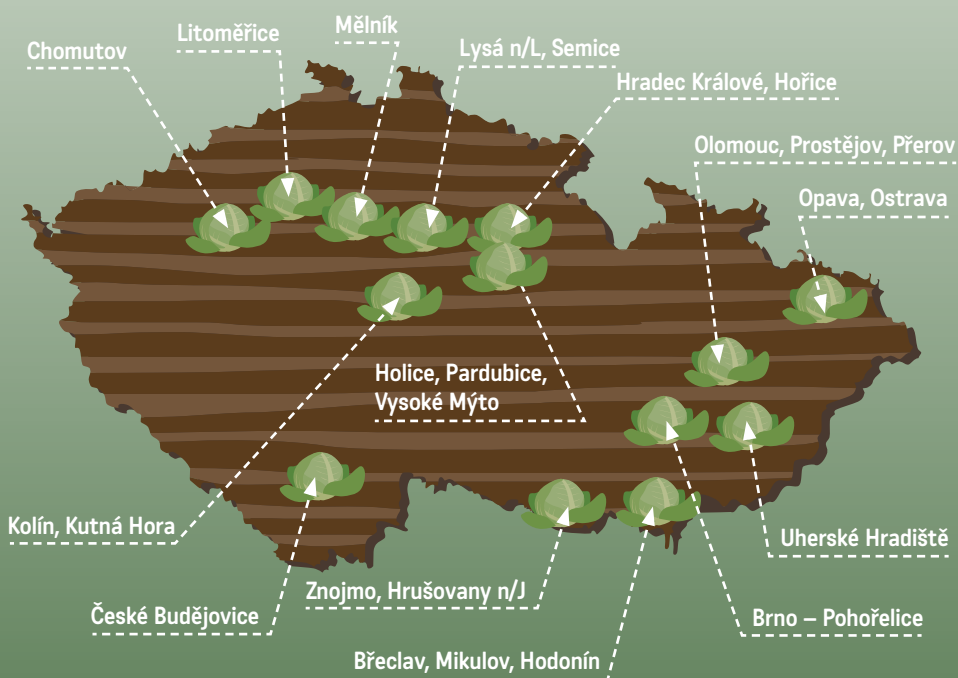 Mělník
Litoměřice
Chomutov
Lysá n/L, Semice
Hradec Králové, Hořice
Olomouc, Prostějov, Přerov
Opava, Ostrava
Holice, Pardubice,
Vysoké Mýto
Kolín, Kutná Hora
Uherské Hradiště
Znojmo, Hrušovany n/J
České Budějovice
Brno – Pohořelice
Břeclav, Mikulov, Hodonín